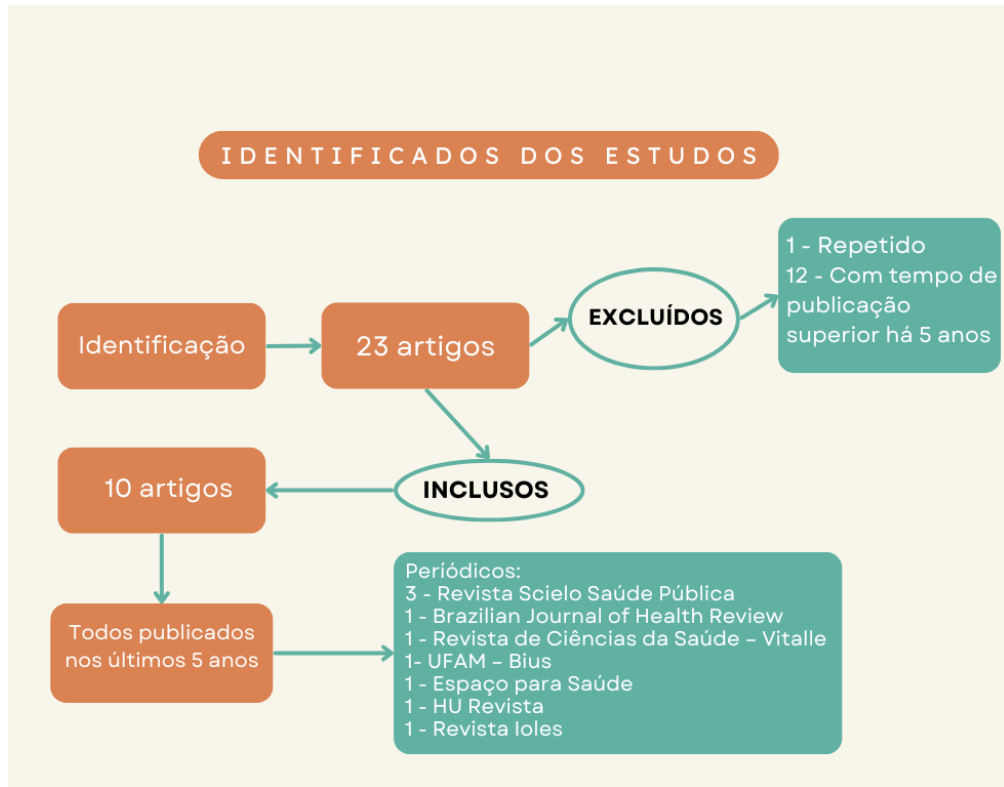 IDENTIFICADOS DOS ESTUDOS
Identificação
23 artigos
EXCLUÍDOS
1 - Repetido
12 - Com tempo de
publicação
superior há 5 anos
INCLUSOS
10 artigos
Todos publicados
nos últimos 5 anos
Periódicos:
3 - Revista Scielo Saúde Pública
1 - Brazilian Journal of Health Review
1 - Revista de Ciências da Saúde – Vitalle
1- UFAM – Bius
1 - Espaço para Saúde
1 - HU Revista
1 - Revista Ioles